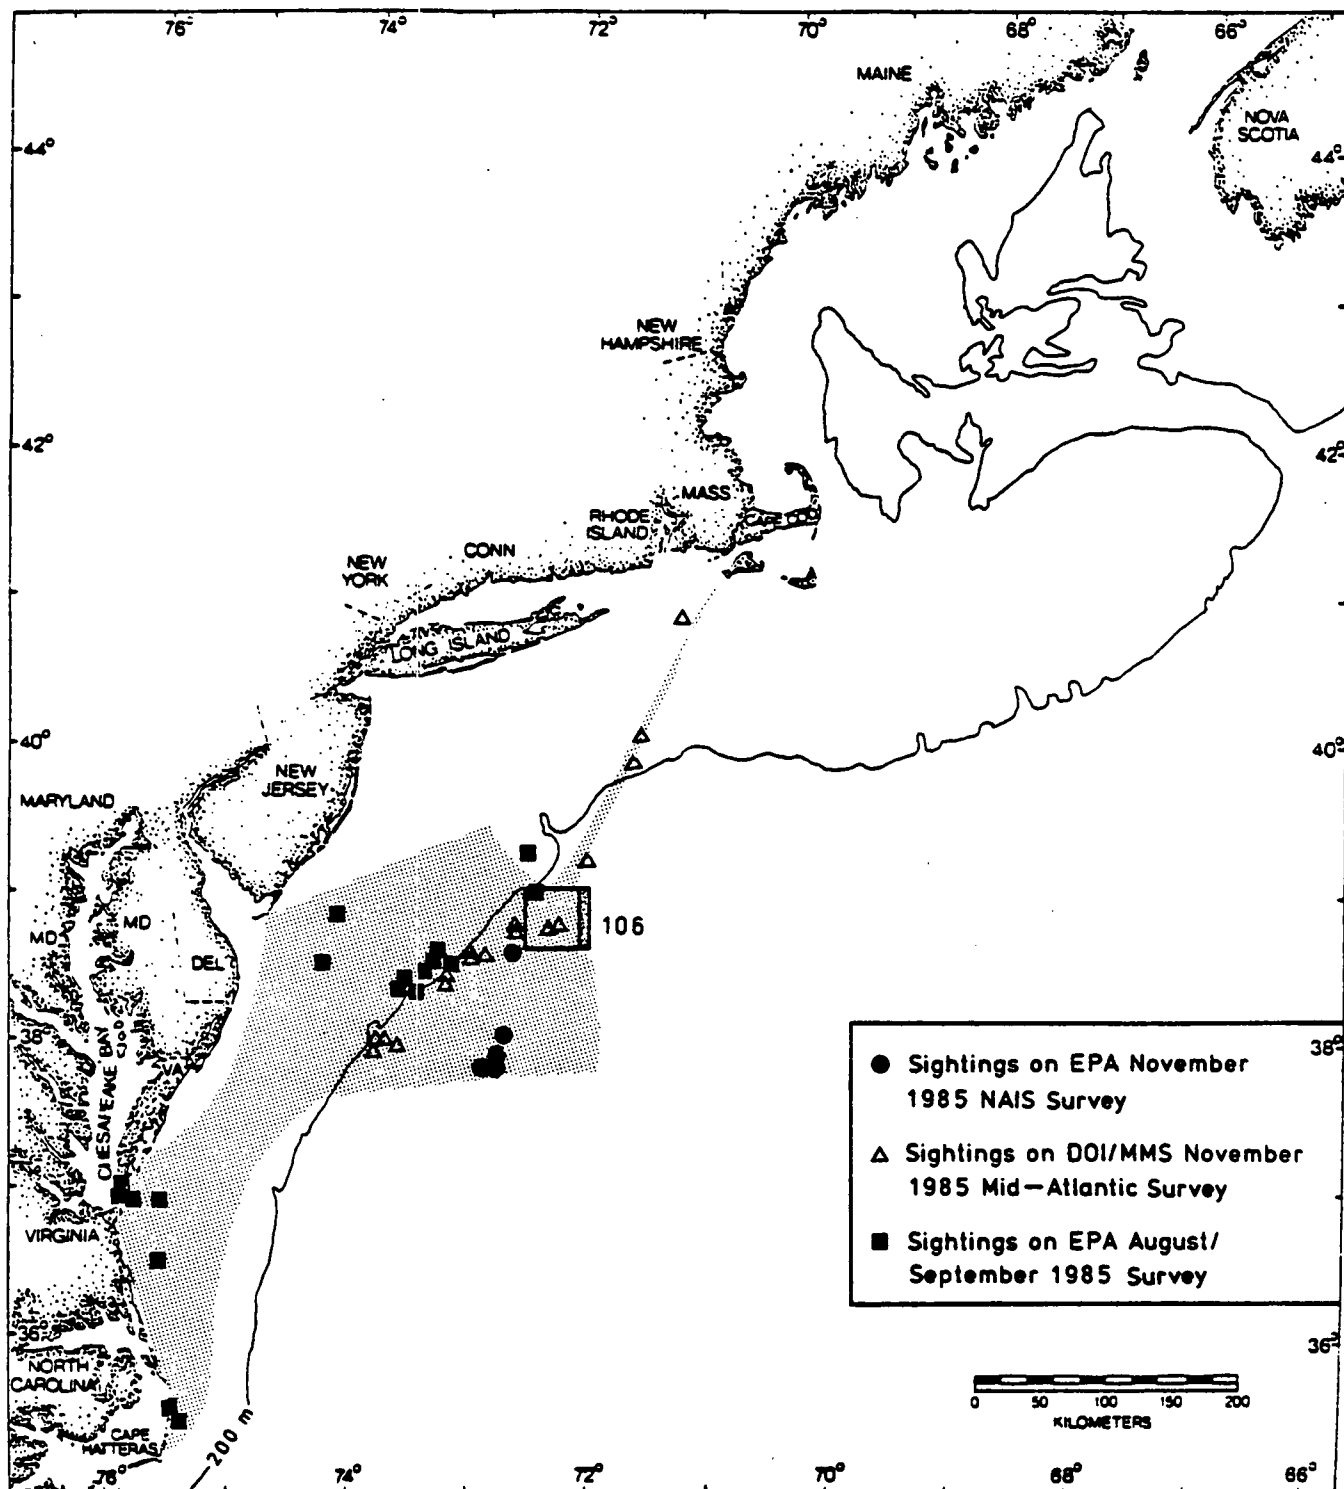 76°
74°
72°
70°
68°
66°
MAINE
NOVA
SCOTIA
44°
44°
NEW
HAMPSHIRE
42°
42°
MASS
RHODE
ISLAND
CAPE COD
CONN
NEW
YORK
LONG ISLAND
40°
40°
NEW
JERSEY
MARYLAND
MD
MD
106
DEL
38°
38°
CHESAPEAKE BAY
VA
Sightings on EPA November
1985 NAIS Survey
Sightings on DOI/MMS November
1985 Mid-Atlantic Survey
Sightings on EPA August/
September 1985 Survey
VIRGINIA
36°
36°
NORTH
CAROLINA
0 50 100 150 200
KILOMETERS
CAPE
HATTERAS
200 m
76°
74°
72°
70°
68°
66°